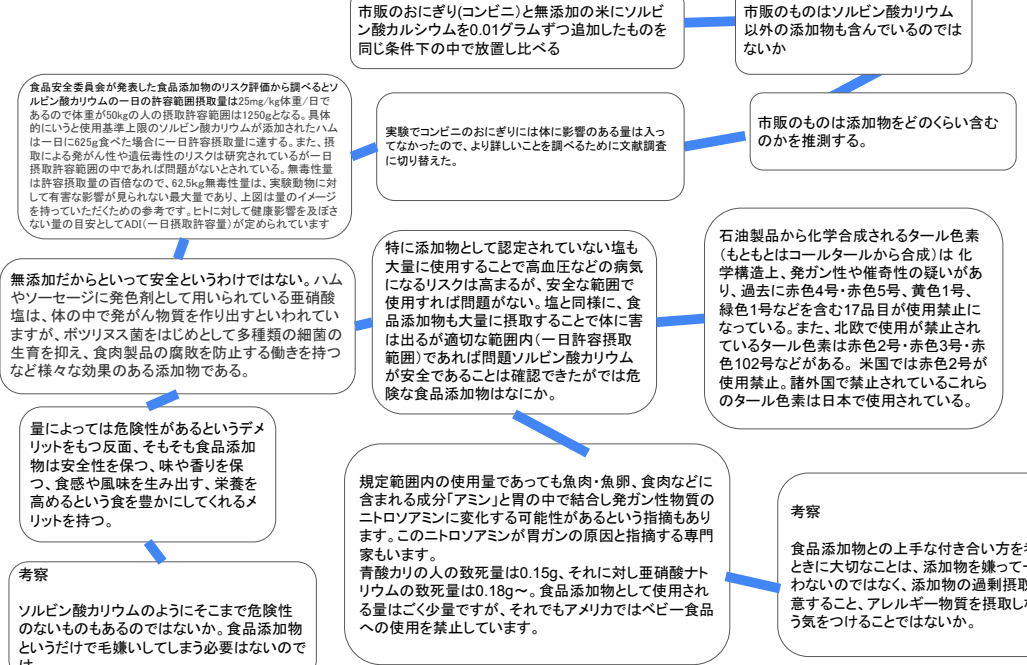 市販のおにぎり(コンビニ)と無添加の米にソルビ
ン酸カルシウムを0.01グラムずつ追加したものを
同じ条件下の中で放置し比べる
市販のものはソルビン酸カリウム
以外の添加物も含んでいるのでは
ないか
市販のものは添加物をどのくらい含む
のかを推測する。
実験でコンビニのおにぎりには体に影響のある量は入っ
てなかったので、より詳しいことを調べるために文献調査
に切り替えた。
食品安全委員会が発表した食品添加物のリスク評価から調べるとソ
ルビン酸カリウムの一日の許容範囲摂取量は25mg/kg体重/日で
あるので体重が50kgの人の摂取許容範囲は1250gとなる。具体
的にいうと使用基準上限のソルビン酸カリウムが添加されたハム
は一日に625g食べた場合に一日許容摂取量に達する。また、摂
取による発がん性や遺伝毒性のリスクは研究されているが一日
摂取許容範囲の中であれば問題がないとされている。無毒性量
は許容摂取量の百倍なので、62,5kg無毒性量は、実験動物に対
して有害な影響が見られない最大量であり、上図は量のイメージ
を持っていただくための参考です。ヒトに対して健康影響を及ぼさ
ない量の目安としてADI(一日摂取許容量)が定められています
無添加だからといって安全というわけではない。ハム
やソーセージに発色剤として用いられている亜硝酸
塩は、体の中で発がん物質を作り出すといわれてい
ますが、ボツリヌス菌をはじめとして多種類の細菌の
生育を抑え、食肉製品の腐敗を防止する働きを持つ
など様々な効果のある添加物である。
特に添加物として認定されていない塩も
大量に使用することで高血圧などの病気
になるリスクは高まるが、安全な範囲で
使用すれば問題がない。塩と同様に、食
品添加物も大量に摂取することで体に害
は出るが適切な範囲内(一日許容摂取
範囲)であれば問題ソルビン酸カリウム
が安全であることは確認できたがでは危
険な食品添加物はなにか。
石油製品から化学合成されるタール色素
(もともとはコールタールから合成)は 化
学構造上、発ガン性や催奇性の疑いがあ
り、過去に赤色4号・赤色5号、黄色1号、
緑色1号などを含む17品目が使用禁止に
なっている。また、北欧で使用が禁止され
ているタール色素は赤色2号・赤色3号・赤
色102号などがある。 米国では赤色2号が
使用禁止。諸外国で禁止されているこれら
のタール色素は日本で使用されている。
量によっては危険性があるというデメ
リットをもつ反面、そもそも食品添加
物は安全性を保つ、味や香りを保
つ、食感や風味を生み出す、栄養を
高めるという食を豊かにしてくれるメ
リットを持つ。
規定範囲内の使用量であっても魚肉・魚卵、食肉などに
含まれる成分「アミン」と胃の中で結合し発ガン性物質の
ニトロソアミンに変化する可能性があるという指摘もあり
ます。このニトロソアミンが胃ガンの原因と指摘する専門
家もいます。
青酸カリの人の致死量は0.15g、それに対し亜硝酸ナト
リウムの致死量は0.18g~。食品添加物として使用され
る量はごく少量ですが、それでもアメリカではベビー食品
への使用を禁止しています。
考察
食品添加物との上手な付き合い方を
ときに大切なことは、添加物を嫌って
わないのではなく、添加物の過剰摂取
意すること、アレルギー物質を摂取し
う気をつけることではないか。
考察
ソルビン酸カリウムのようにそこまで危険性
のないものもあるのではないか。食品添加物
というだけで毛嫌いしてしまう必要はないので